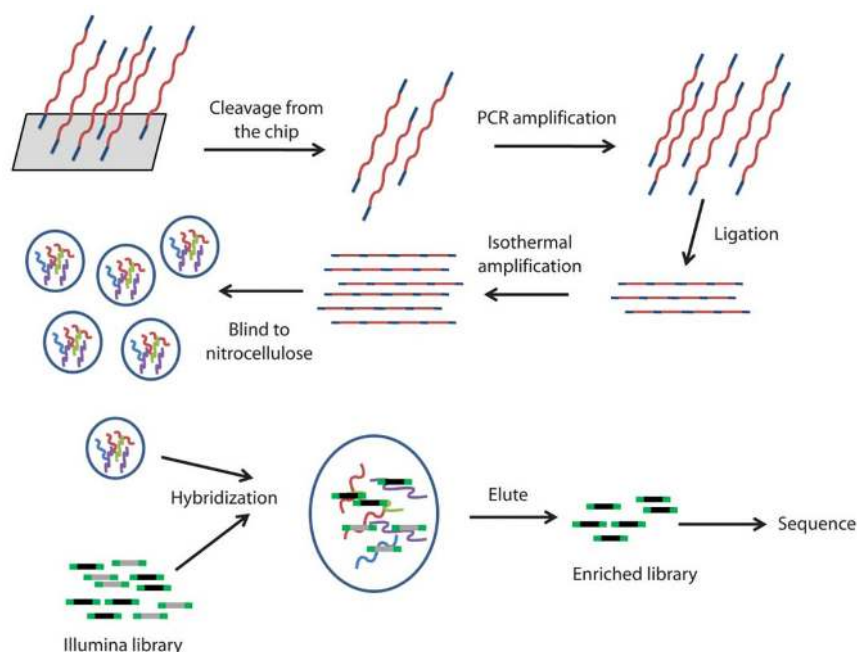 Cleavage from
the chip
PCR amplification
Ligation
Isothermal
amplification
Blind to
nitrocellulose
Hybridization
Illumina library
Elute
Enriched library
Sequence